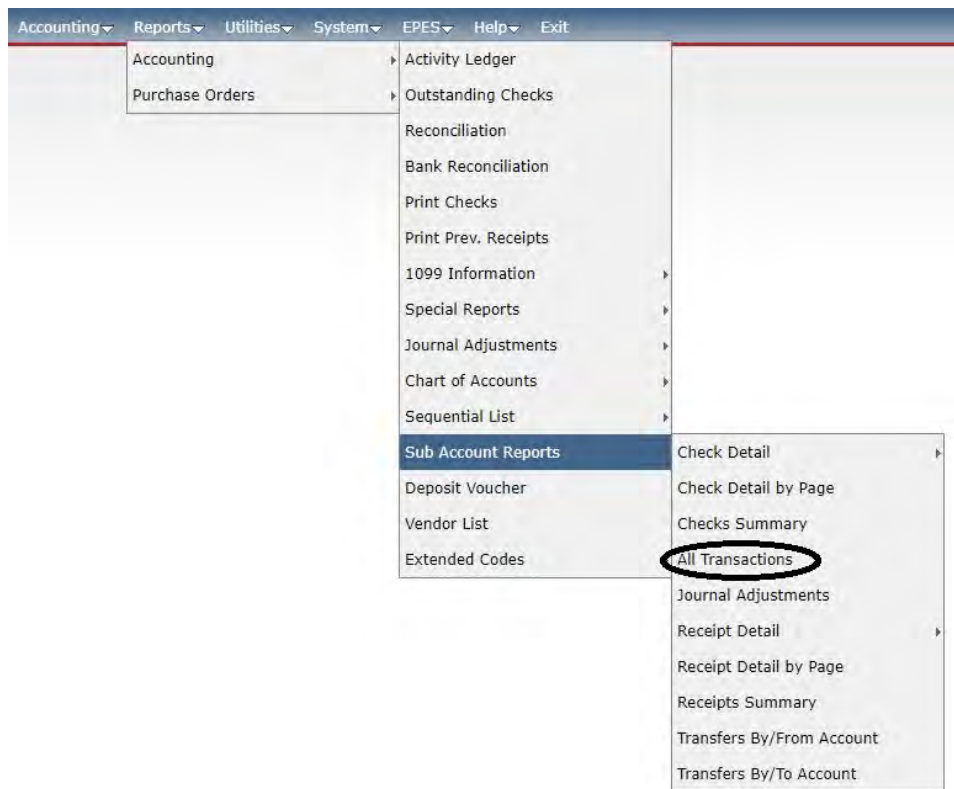 Accounting Reports Utilities System EPES Help Exit
Accounting
Purchase Orders
Activity Ledger
Outstanding Checks
Reconciliation
Bank Reconciliation
Print Checks
Print Prev. Receipts
1099 Information
Special Reports
Journal Adjustments
Chart of Accounts
Sequential List
Sub Account Reports
Deposit Voucher
Vendor List
Extended Codes
Check Detail
Check Detail by Page
Checks Summary
All Transactions
Journal Adjustments
Receipt Detail
Receipt Detail by Page
Receipts Summary
Transfers By/From Account
Transfers By/To Account